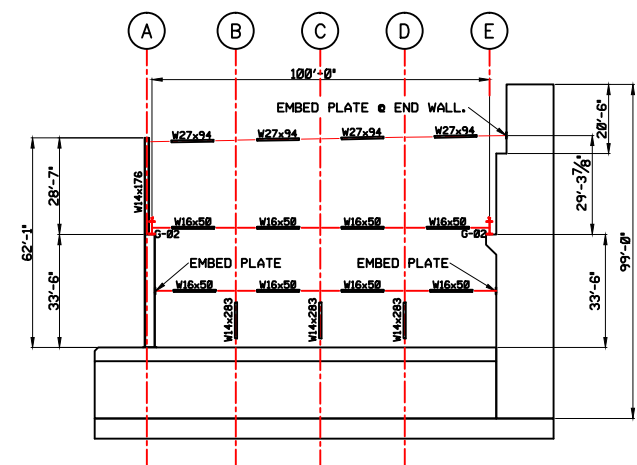 A B C D E
100'-0"
EMBED PLATE @ END WALL.
W27x94 W27x94 W27x94 W27x94
20'-6"
28'-7"
W14x176
29'-3⅞"
62'-1"
99'-0"
W16x50 W16x50 W16x50 W16x50
G-02 G-02
EMBED PLATE EMBED PLATE
33'-6" 33'-6"
W16x50 W16x50 W16x50 W16x50
W14x283 W14x283 W14x283